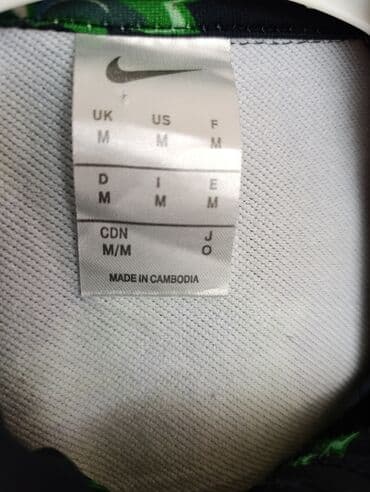 UK US F
M M M
D I E
M M M
CDN J
M/M O
MADE IN CAMBODIA